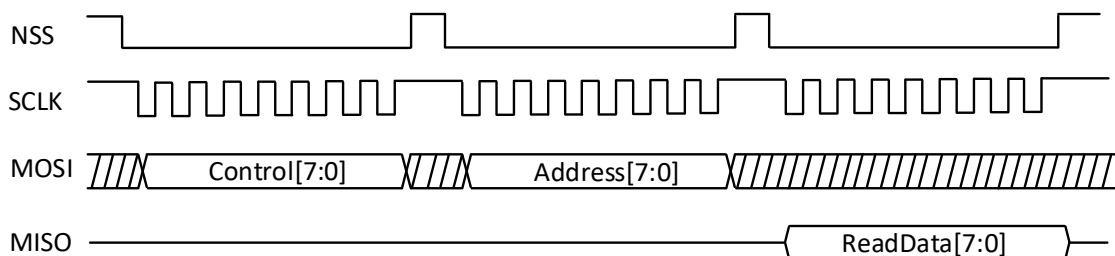 NSS
SCLK
MOSI Control[7:0] Address[7:0]
MISO ReadData[7:0]